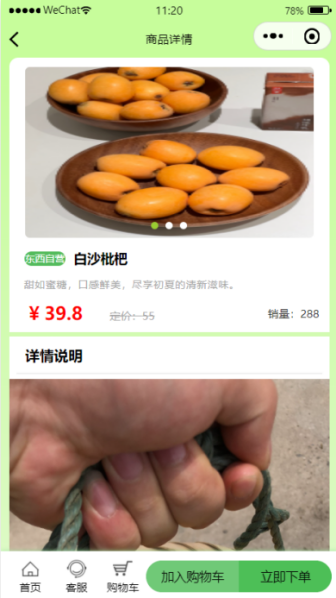 WeChat
11:20
78%
商品详情
东西自营 白沙枇杷
甜如蜜糖，口感鲜美，尽享初夏的清新滋味。
¥ 39.8 定价：55 销量：288
详情说明
首页 客服 购物车 加入购物车 立即下单